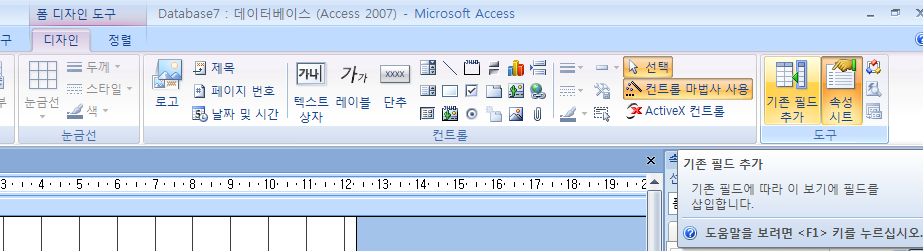 폼 디자인 도구
Database7 : 데이터베이스 (Access 2007) - Microsoft Access
구
디자인
정렬
부
눈금선
두께
스타일
색
눈금선
로고
제목
페이지 번호
날짜 및 시간
가나
텍스트
상자
가가
레이블
XXXX
단추
선택
컨트롤 마법사 사용
ActiveX 컨트롤
컨트롤
기존 필드
추가
속성
시트
도구
3 4 5 6 7 8 9 10 11 12 13 14 15 16 17 18 19
기존 필드 추가
기존 필드에 따라 이 보기에 필드를
삽입합니다.
도움말을 보려면 <F1> 키를 누르십시오.